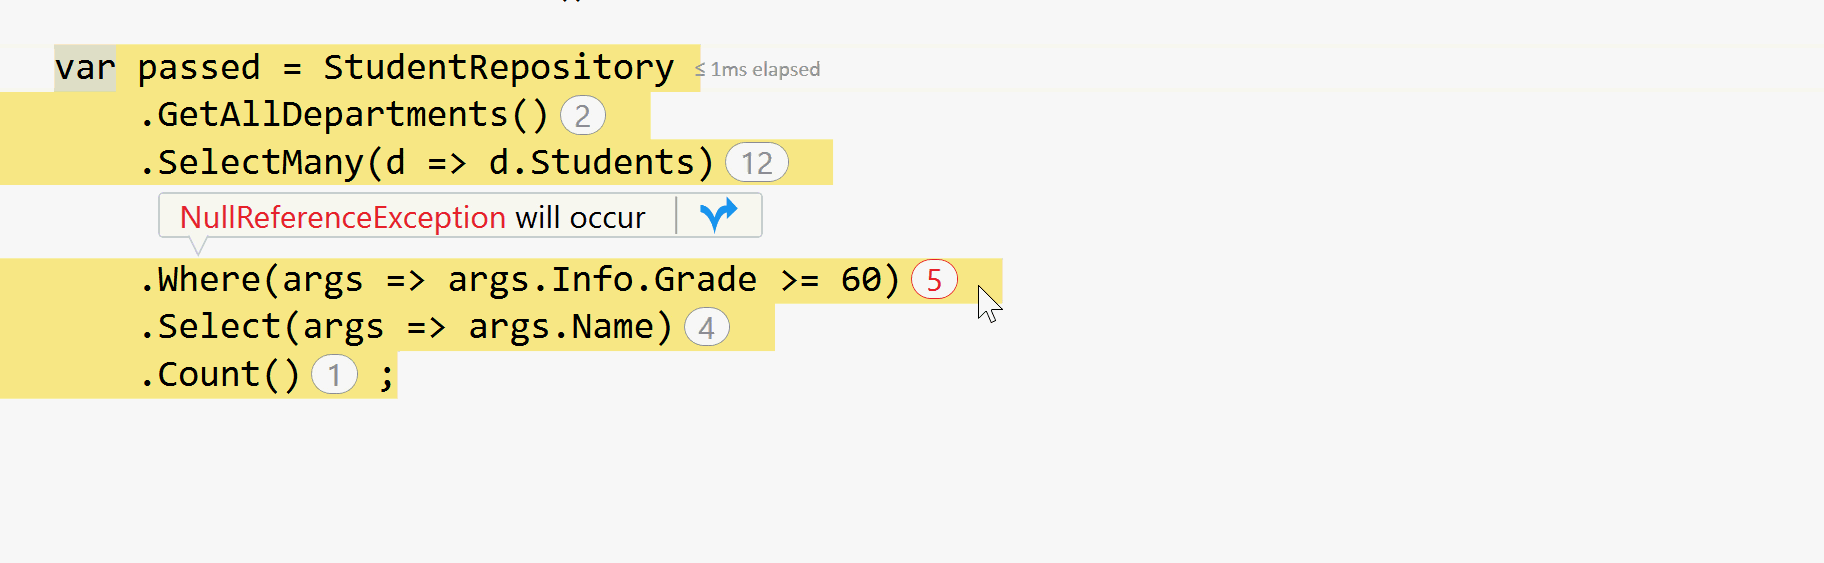 var passed = StudentRepository ≤ 1ms elapsed
.GetAllDepartments() 2
.SelectMany(d => d.Students) 12
NullReferenceException will occur
.Where(args => args.Info.Grade >= 60) 5
.Select(args => args.Name) 4
.Count() 1 ;